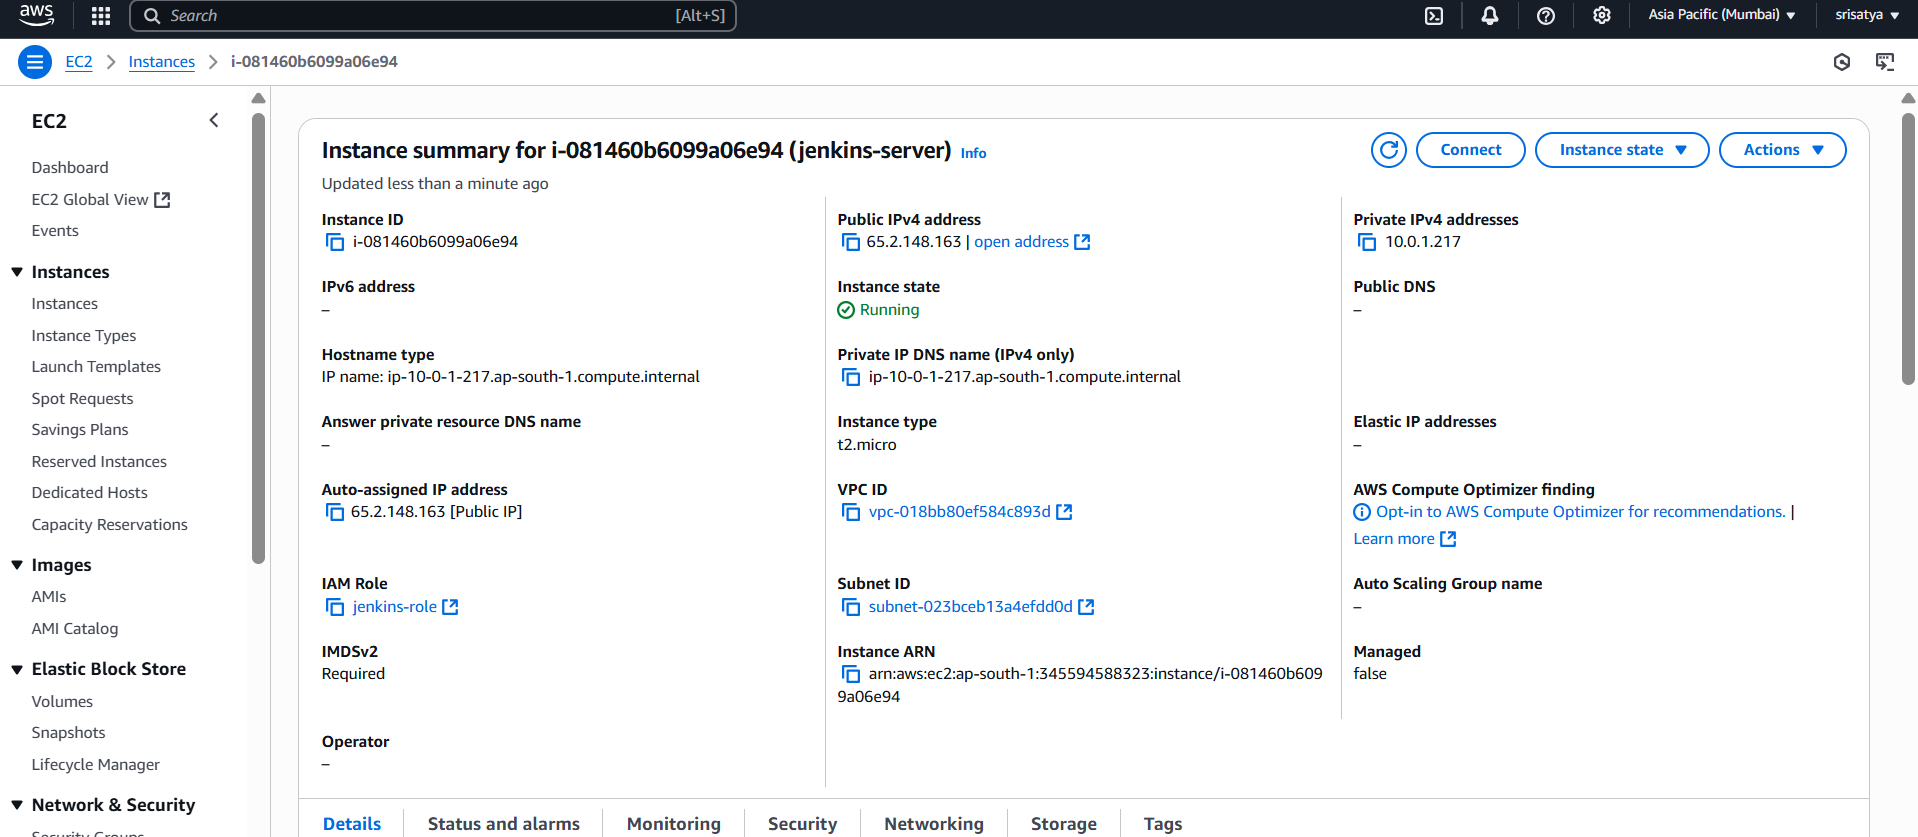 aws
Search [Alt+S]
Asia Pacific (Mumbai)
srisatya
EC2
Instances
i-081460b6099a06e94
EC2
Dashboard
EC2 Global View
Events
Instances
Instances
Instance Types
Launch Templates
Spot Requests
Savings Plans
Reserved Instances
Dedicated Hosts
Capacity Reservations
Images
AMIs
AMI Catalog
Elastic Block Store
Volumes
Snapshots
Lifecycle Manager
Network & Security
Security Groups
Instance summary for i-081460b6099a06e94 (jenkins-server) Info
Updated less than a minute ago
Connect
Instance state
Actions
Instance ID
i-081460b6099a06e94
Public IPv4 address
65.2.148.163 | open address
Private IPv4 addresses
10.0.1.217
IPv6 address
–
Instance state
Running
Public DNS
–
Hostname type
IP name: ip-10-0-1-217.ap-south-1.compute.internal
Private IP DNS name (IPv4 only)
ip-10-0-1-217.ap-south-1.compute.internal
Answer private resource DNS name
–
Instance type
t2.micro
Elastic IP addresses
–
Auto-assigned IP address
65.2.148.163 [Public IP]
VPC ID
vpc-018bb80ef584c893d
AWS Compute Optimizer finding
Opt-in to AWS Compute Optimizer for recommendations. |
Learn more
IAM Role
jenkins-role
Subnet ID
subnet-023bceb13a4efdd0d
Auto Scaling Group name
–
IMDSv2
Required
Instance ARN
arn:aws:ec2:ap-south-1:345594588323:instance/i-081460b609
9a06e94
Managed
false
Operator
–
Details
Status and alarms
Monitoring
Security
Networking
Storage
Tags